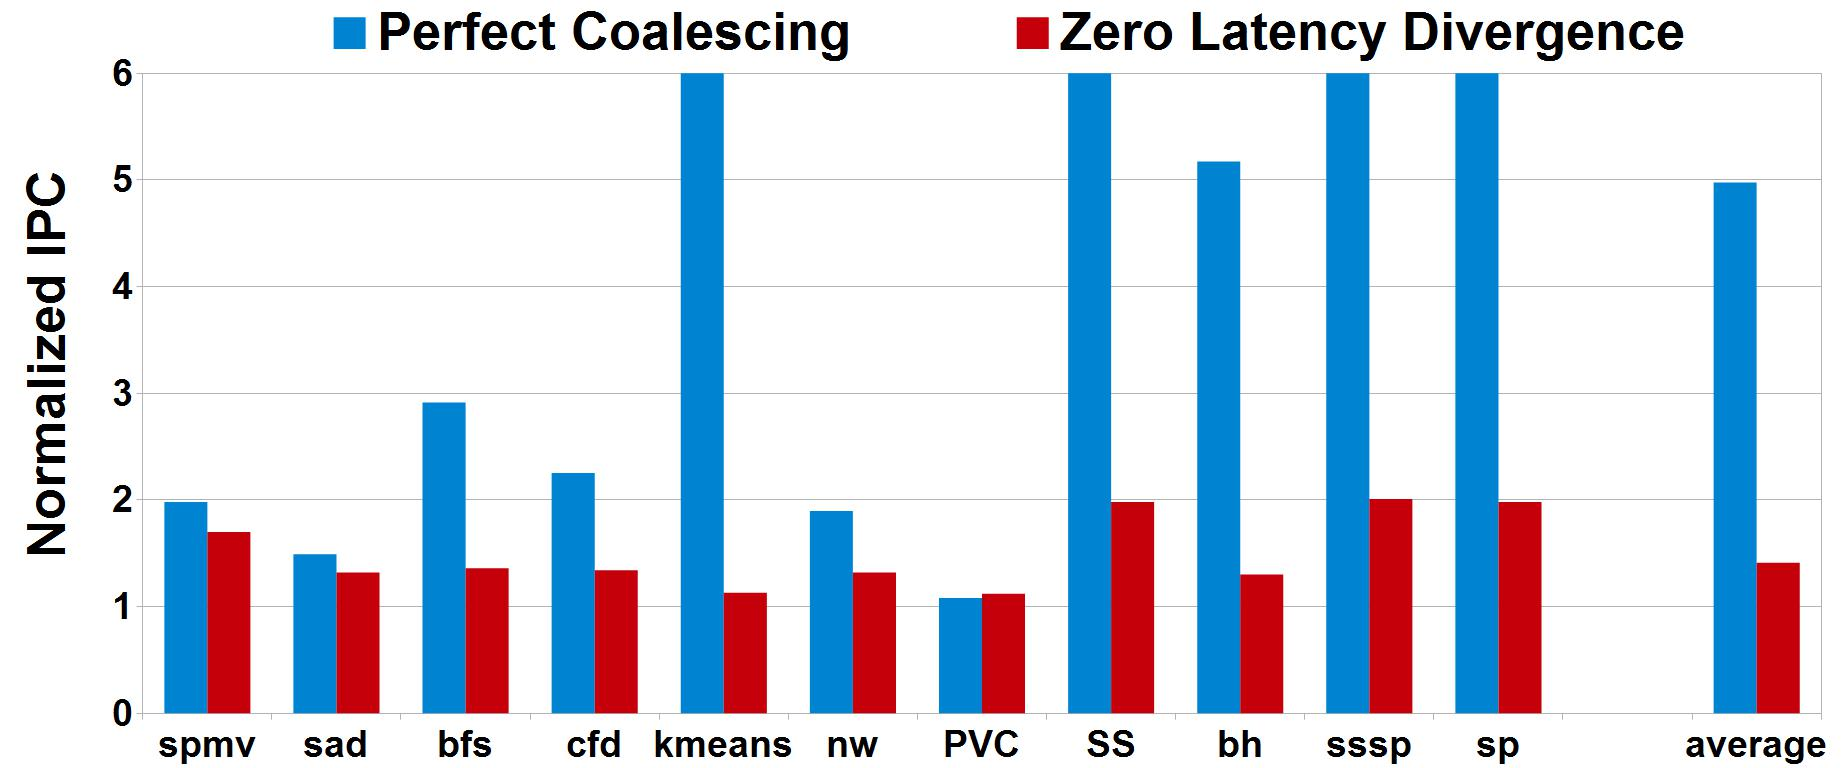 Perfect Coalescing Zero Latency Divergence
Normalized IPC
6
5
4
3
2
1
0
spmv sad bfs cfd kmeans nw PVC SS bh sssp sp average